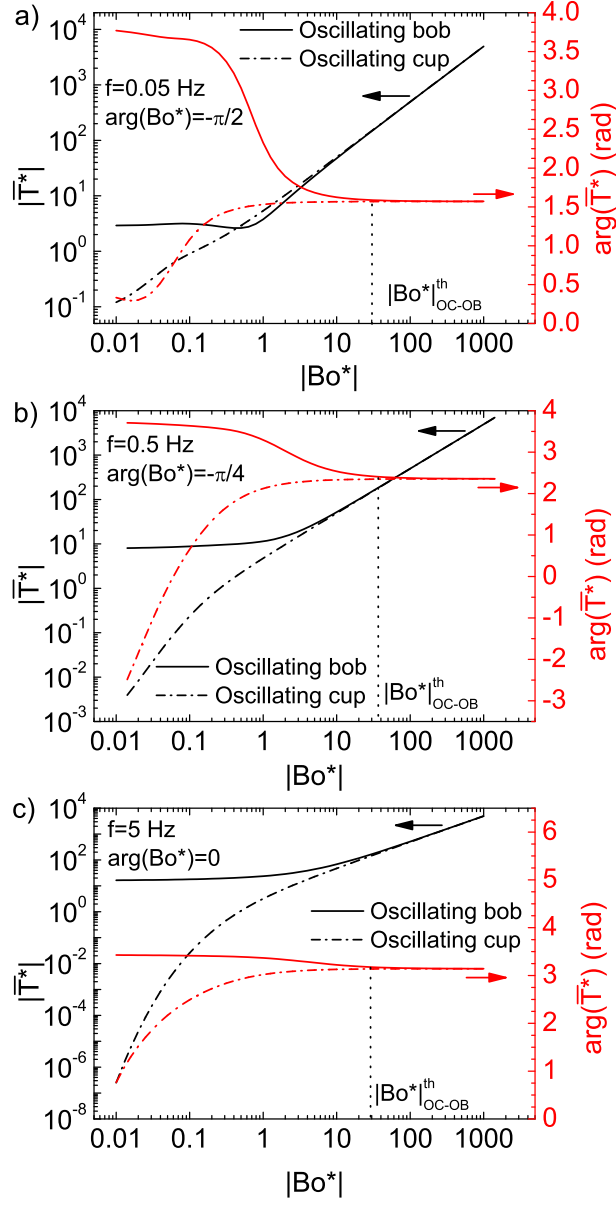 a)
Oscillating bob
Oscillating cup
f=0.05 Hz
arg(Bo*)=-π/2
10^4
10^3
10^2
10^1
10^0
10^-1
|T̅*|
4.0
3.5
3.0
2.5
2.0
1.5
1.0
0.5
0.0
arg(T̅*) (rad)
|Bo*|^th_OC-OB
0.01 0.1 1 10 100 1000
|Bo*|
b)
f=0.5 Hz
arg(Bo*)=-π/4
10^4
10^3
10^2
10^1
10^0
10^-1
10^-2
10^-3
|T̅*|
4
3
2
1
0
-1
-2
-3
arg(T̅*) (rad)
Oscillating bob
Oscillating cup
|Bo*|^th_OC-OB
0.01 0.1 1 10 100 1000
|Bo*|
c)
f=5 Hz
arg(Bo*)=0
10^4
10^2
10^0
10^-2
10^-4
10^-6
10^-8
|T̅*|
6
5
4
3
2
1
0
arg(T̅*) (rad)
Oscillating bob
Oscillating cup
|Bo*|^th_OC-OB
0.01 0.1 1 10 100 1000
|Bo*|